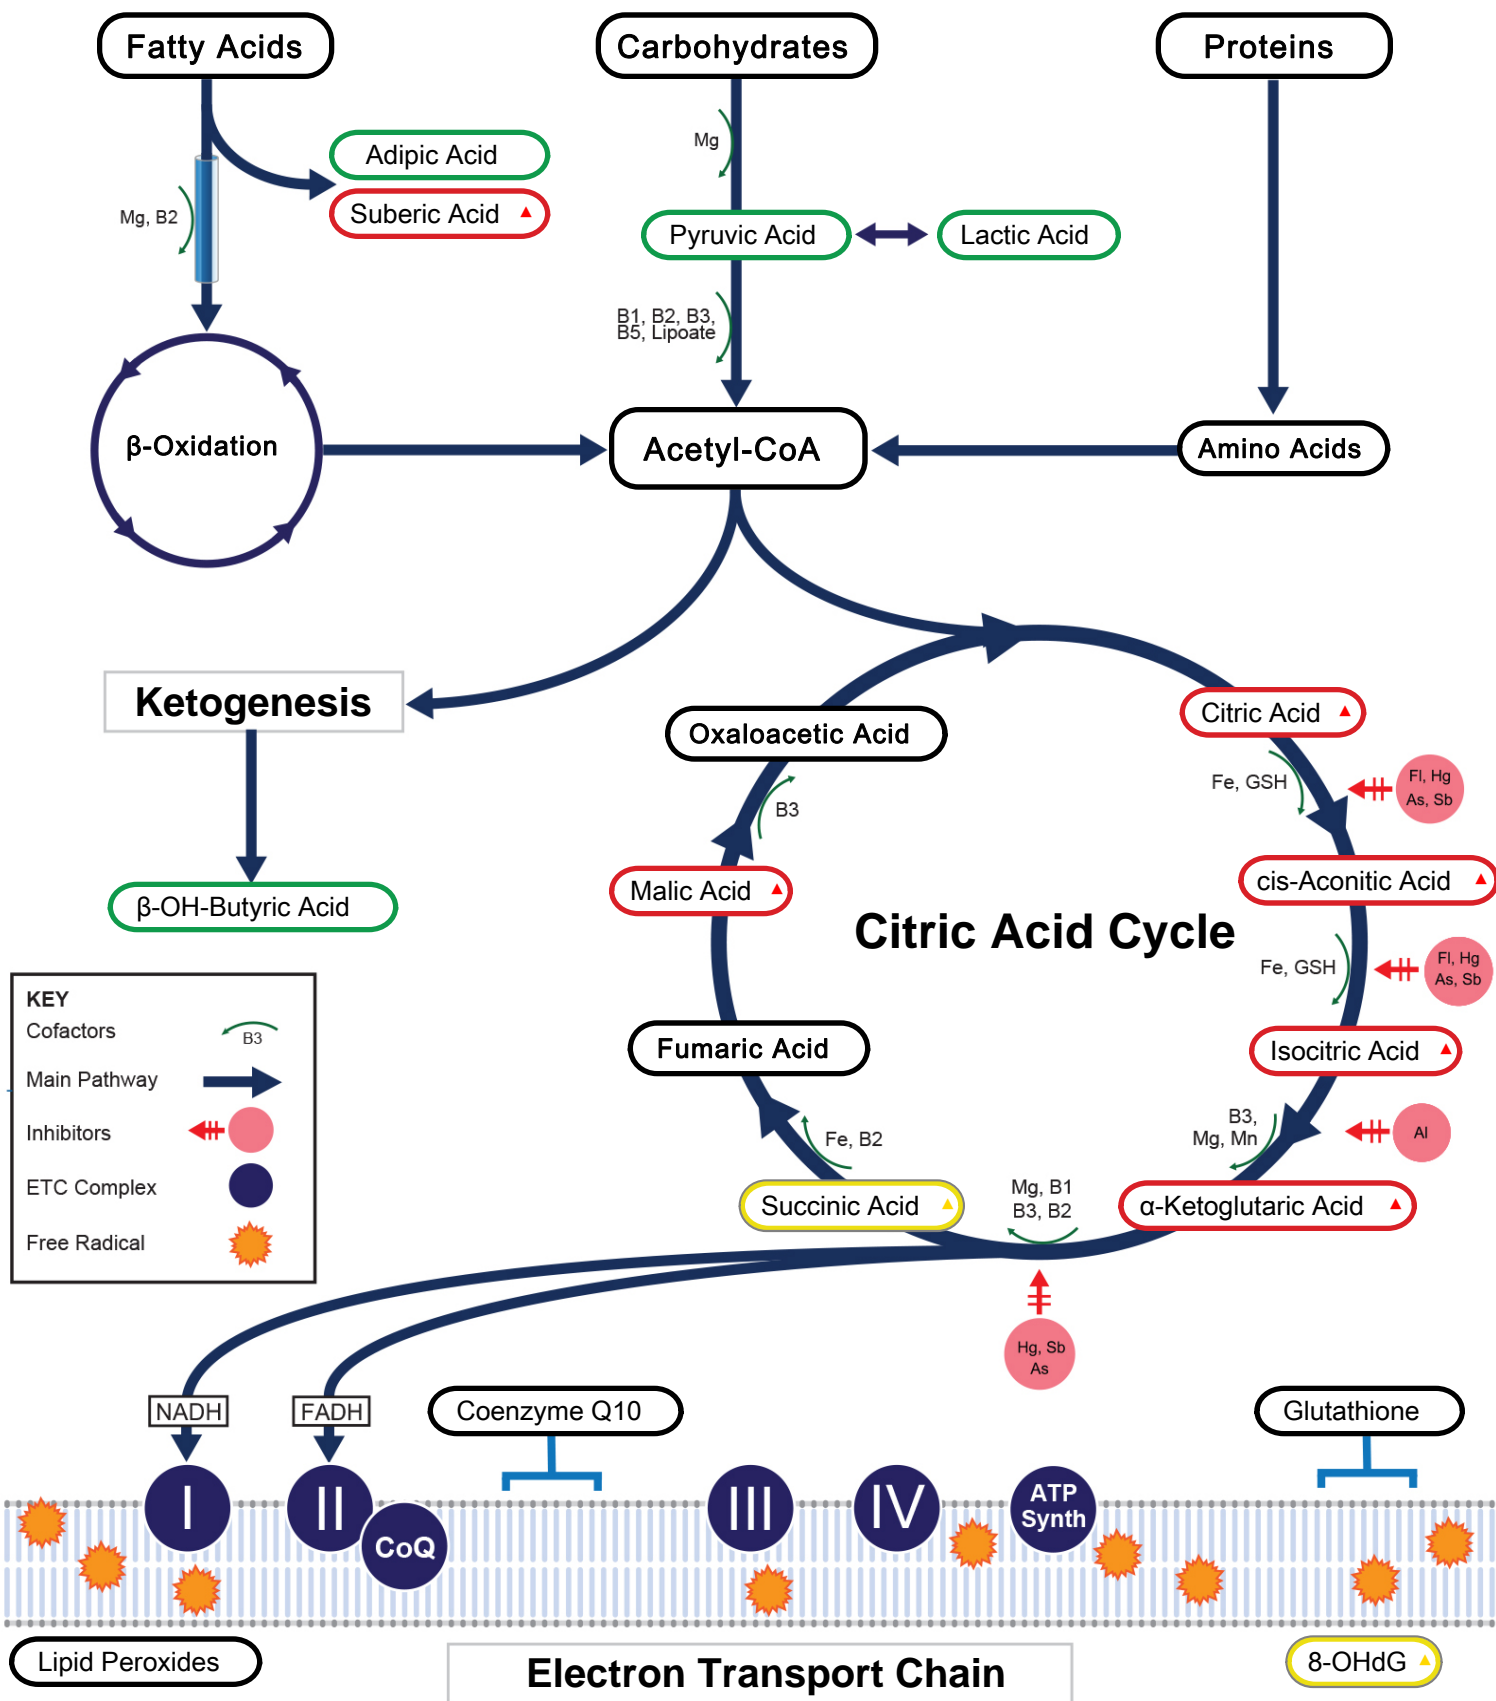 Fatty Acids
Carbohydrates
Proteins
Adipic Acid
Suberic Acid
Mg
Mg, B2
Pyruvic Acid
Lactic Acid
B1, B2, B3,
B5, Lipoate
β-Oxidation
Acetyl-CoA
Amino Acids
Ketogenesis
Oxaloacetic Acid
Citric Acid
Fe, GSH
Fl, Hg
As, Sb
B3
Malic Acid
cis-Aconitic Acid
β-OH-Butyric Acid
Citric Acid Cycle
Fe, GSH
Fl, Hg
As, Sb
KEY
Cofactors
B3
Main Pathway
Inhibitors
ETC Complex
Free Radical
Fumaric Acid
Isocitric Acid
B3,
Mg, Mn
Al
Fe, B2
Mg, B1
B3, B2
Succinic Acid
α-Ketoglutaric Acid
Hg, Sb
As
NADH
FADH
Coenzyme Q10
Glutathione
I
II
CoQ
III
IV
ATP
Synth
Lipid Peroxides
Electron Transport Chain
8-OHdG